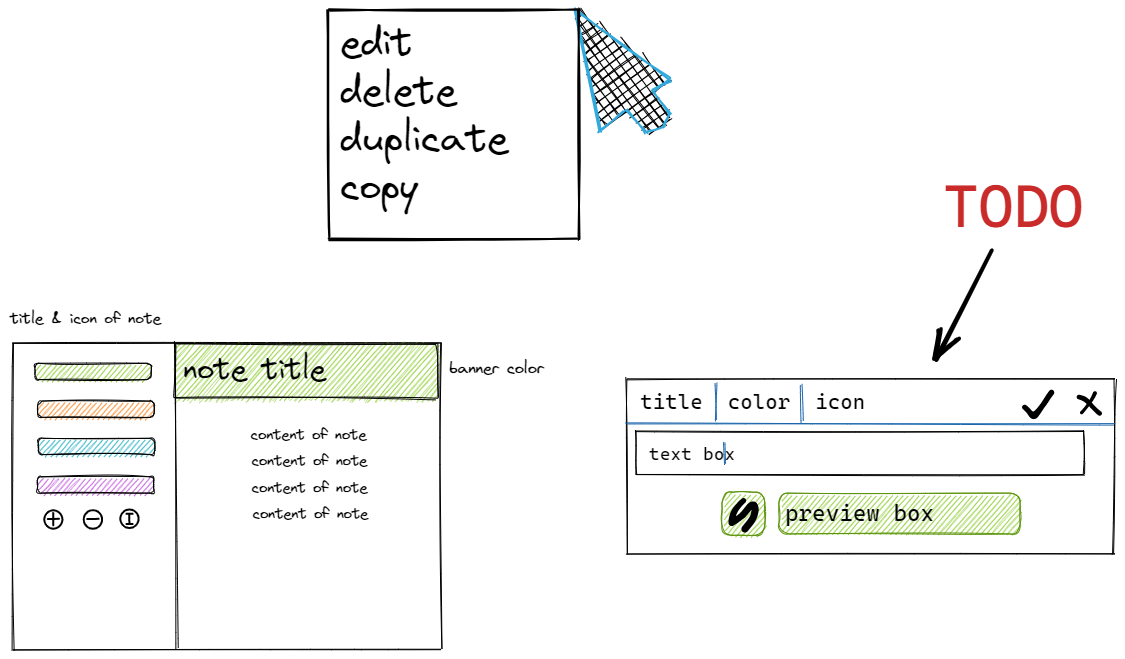 edit
delete
duplicate
copy
TODO
title & icon of note
note title
banner color
content of note
content of note
content of note
content of note
title color icon
text box
preview box